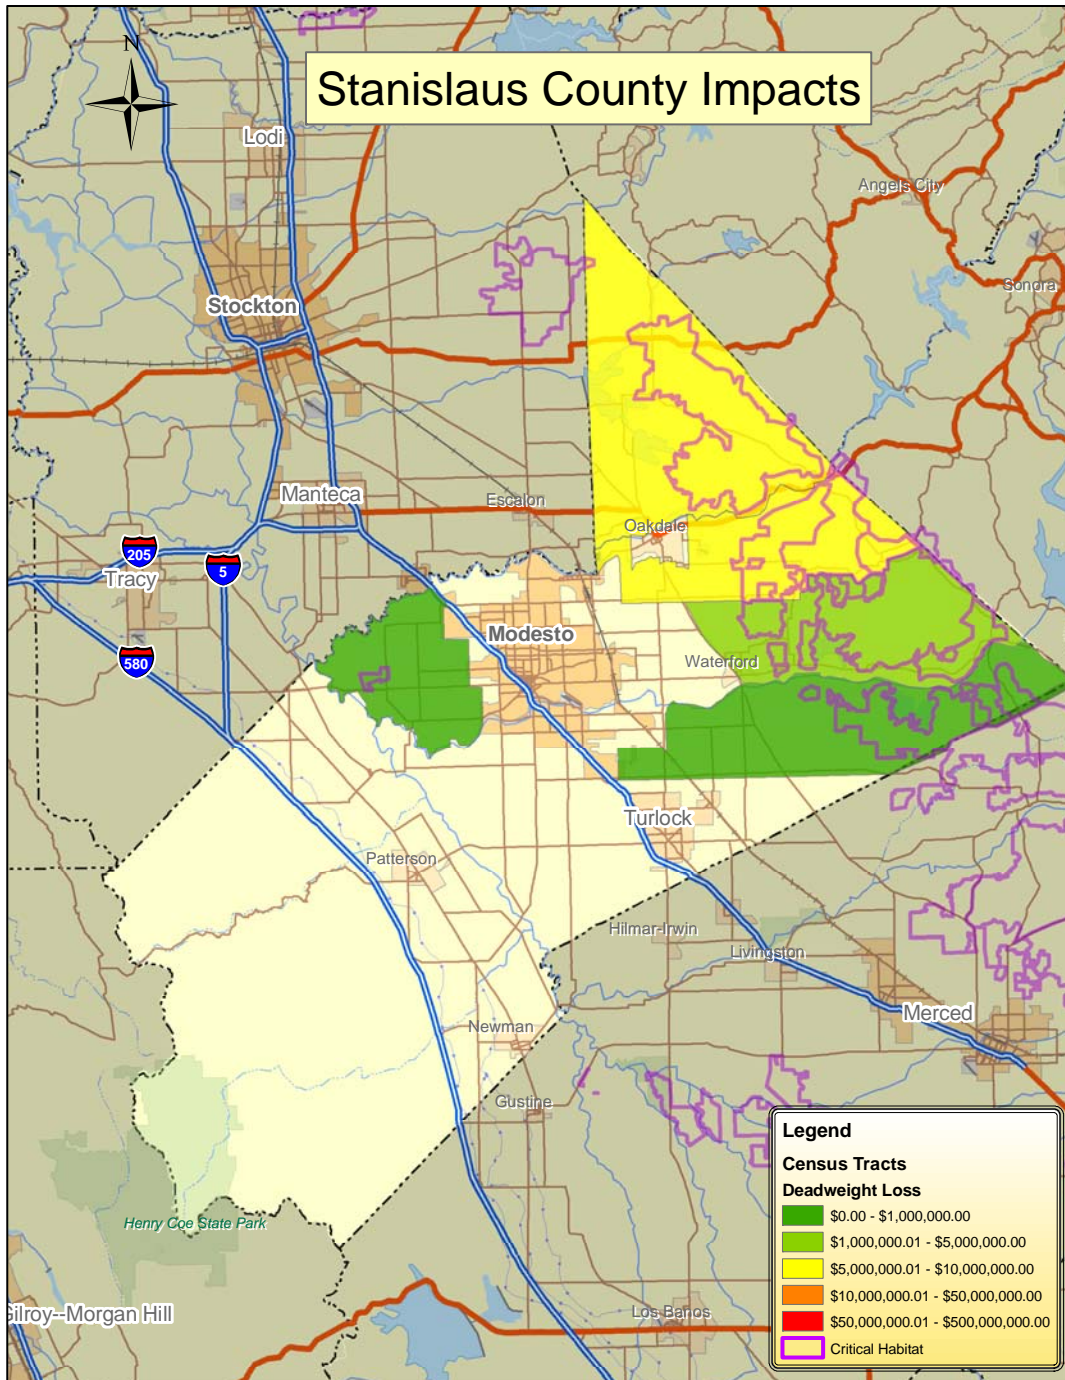 N
Stanislaus County Impacts
Lodi
Angels City
Sonora
Stockton
Manteca
Escalon
Oakdale
205
5
Tracy
580
Modesto
Waterford
Turlock
Patterson
Hilmar-Irwin
Livingston
Merced
Newman
Gustine
Henry Coe State Park
Gilroy--Morgan Hill
Los Banos
Legend
Census Tracts
Deadweight Loss
$0.00 - $1,000,000.00
$1,000,000.01 - $5,000,000.00
$5,000,000.01 - $10,000,000.00
$10,000,000.01 - $50,000,000.00
$50,000,000.01 - $500,000,000.00
Critical Habitat